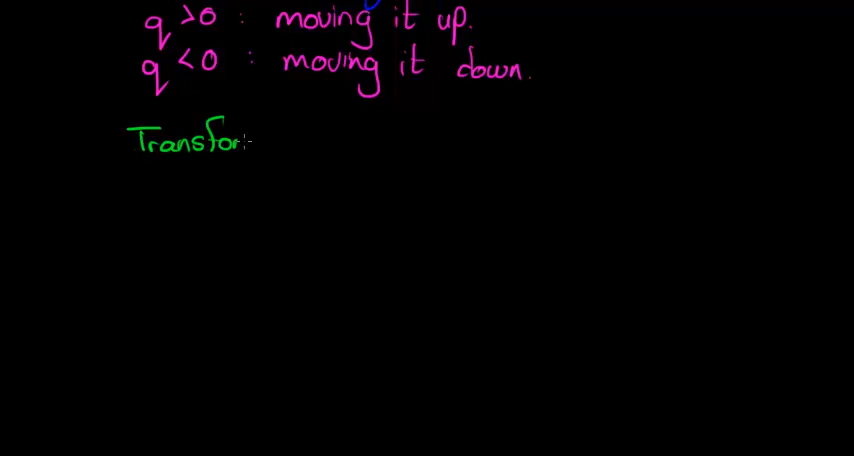 q >0 : moving it up.
q <0 : moving it down.
Transfor